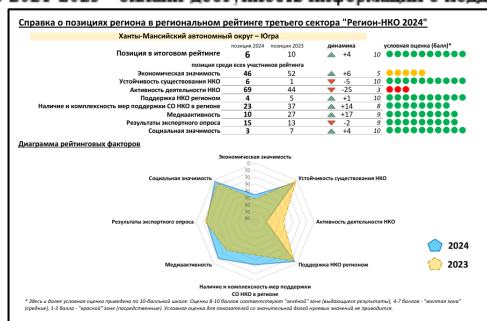 Справка о позициях региона в региональном рейтинге третьего сектора "Регион-НКО 2024"
Ханты-Мансийский автономный округ – Югра
позиция 2024 позиция 2023 динамика условная оценка (балл)*
Позиция в итоговом рейтинге 6 10 +4 10
позиция среди всех участников рейтинга
Экономическая значимость 46 52 +6 5
Устойчивость существования НКО 6 1 -5 10
Активность деятельности НКО 69 44 -25 3
Поддержка НКО регионом 4 5 +1 10
Наличие и комплексность мер поддержки СО НКО в регионе 23 37 +14 8
Медиаактивность 10 27 +17 9
Результаты экспертного опроса 15 13 -2 9
Социальная значимость 3 7 +4 10
Диаграмма рейтинговых факторов
Экономическая значимость
Социальная значимость
Устойчивость существования НКО
Результаты экспертного опроса
Активность деятельности НКО
Медиаактивность
Поддержка НКО регионом
Наличие и комплексность мер поддержки
СО НКО в регионе
2024
2023
* Здесь и далее условная оценка приведена по 10-балльной шкале. Оценки 8-10 баллов соответствует "зелёной" зоне (выдающиеся результаты), 4-7 баллов - "желтая зона"
(средние), 1-3 балла - "красной" зоне (посредственные). Условная оценка для показателей со значительной долей нулевых значений не приводится.